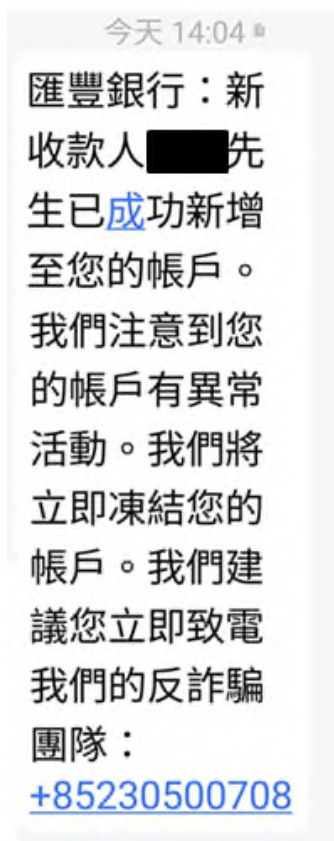 今天 14:04
匯豐銀行：新
收款人先
生已成功新增
至您的帳戶。
我們注意到您
的帳戶有異常
活動。我們將
立即凍結您的
帳戶。我們建
議您立即致電
我們的反詐騙
團隊：
+85230500708